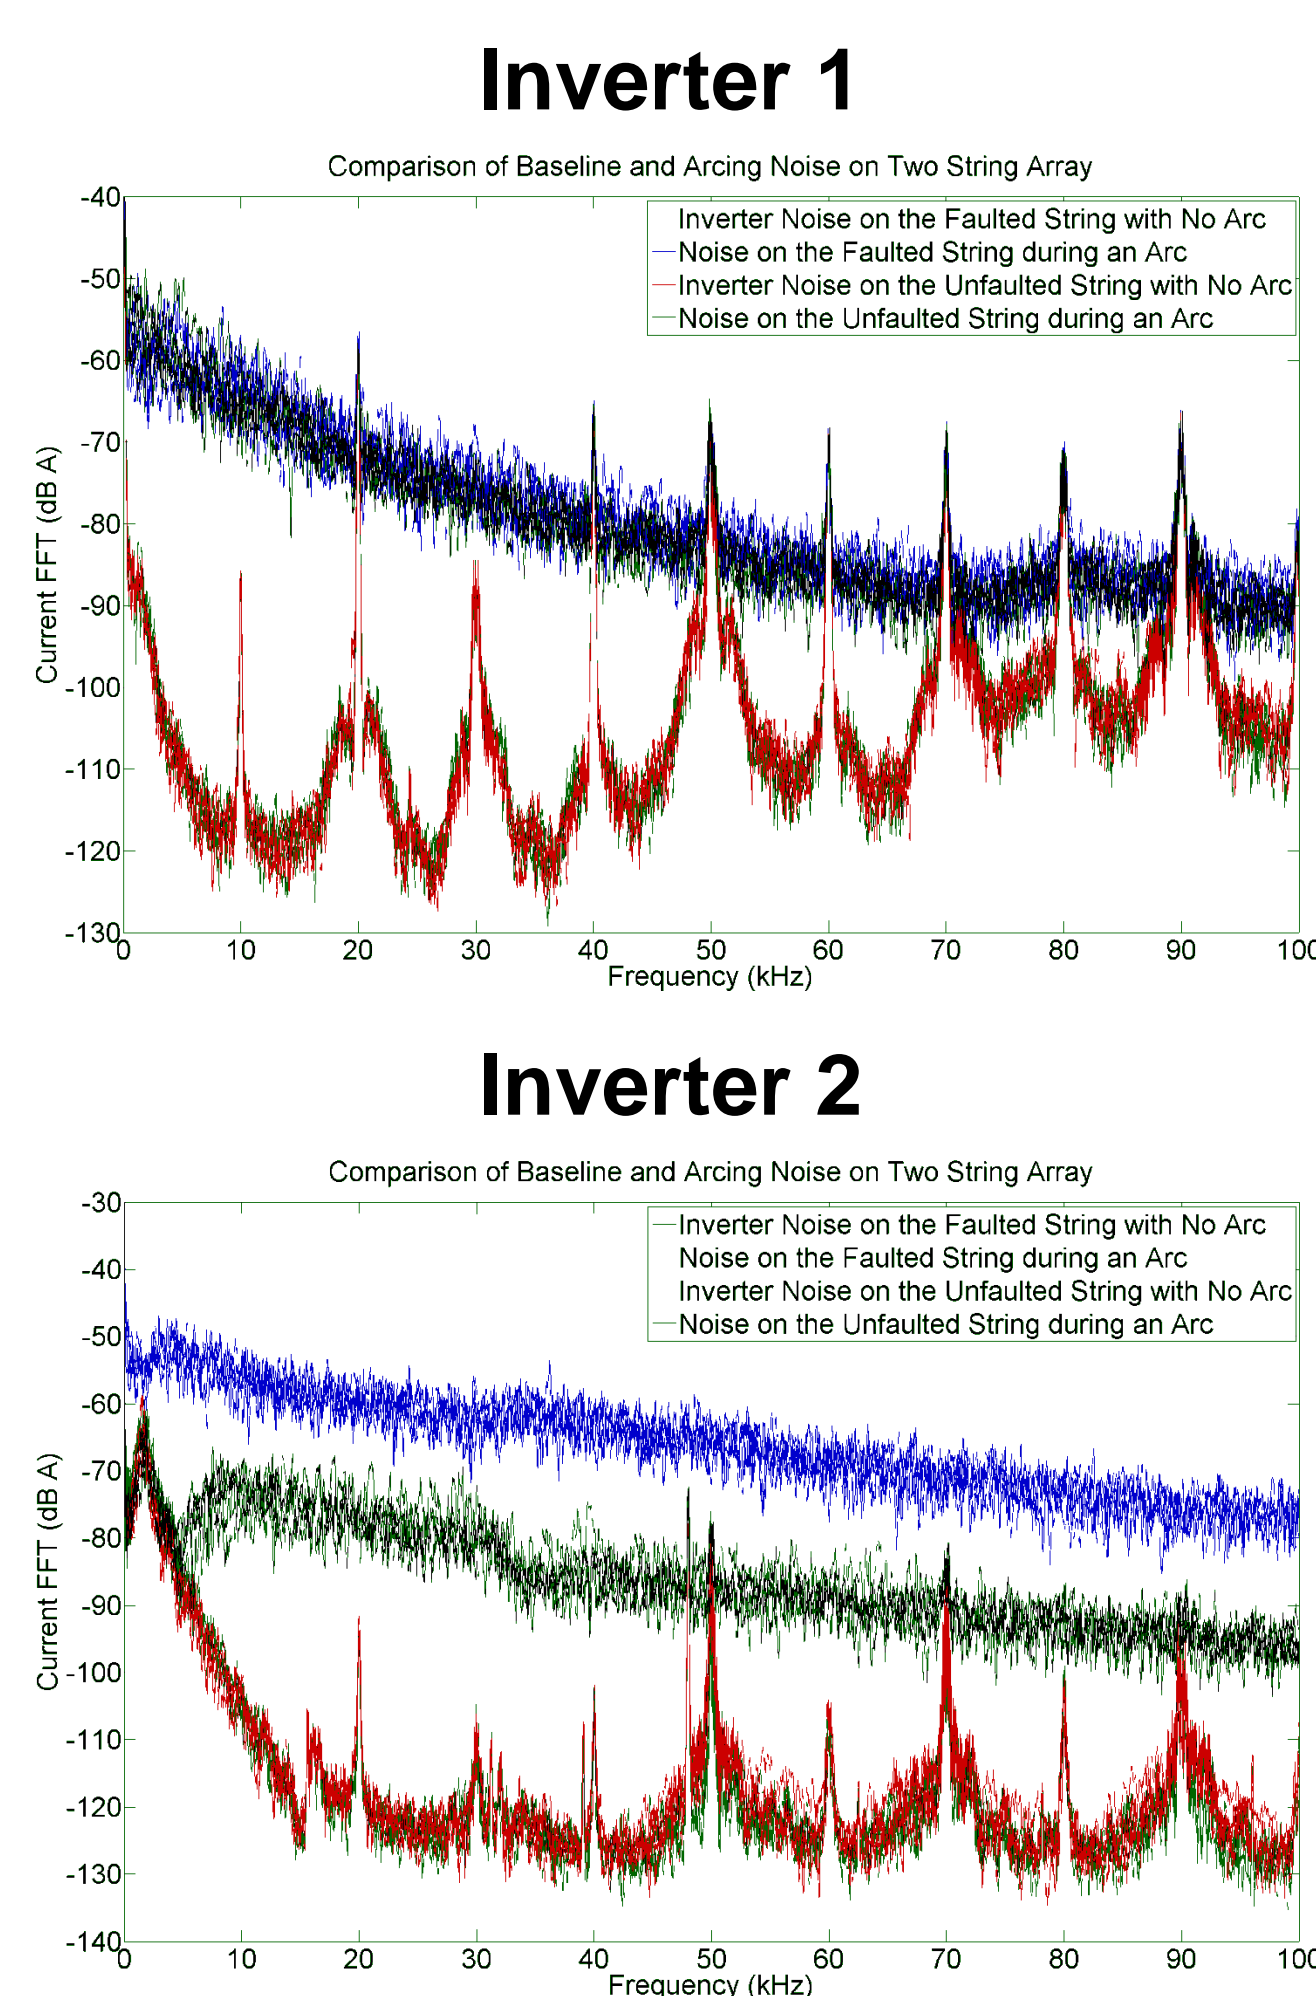 Inverter 1
Comparison of Baseline and Arcing Noise on Two String Array
Inverter Noise on the Faulted String with No Arc
Noise on the Faulted String during an Arc
Inverter Noise on the Unfaulted String with No Arc
Noise on the Unfaulted String during an Arc
Current FFT (dB A)
-40
-50
-60
-70
-80
-90
-100
-110
-120
-130
0 10 20 30 40 50 60 70 80 90 100
Frequency (kHz)
Inverter 2
Comparison of Baseline and Arcing Noise on Two String Array
Inverter Noise on the Faulted String with No Arc
Noise on the Faulted String during an Arc
Inverter Noise on the Unfaulted String with No Arc
Noise on the Unfaulted String during an Arc
Current FFT (dB A)
-30
-40
-50
-60
-70
-80
-90
-100
-110
-120
-130
-140
0 10 20 30 40 50 60 70 80 90 100
Frequency (kHz)